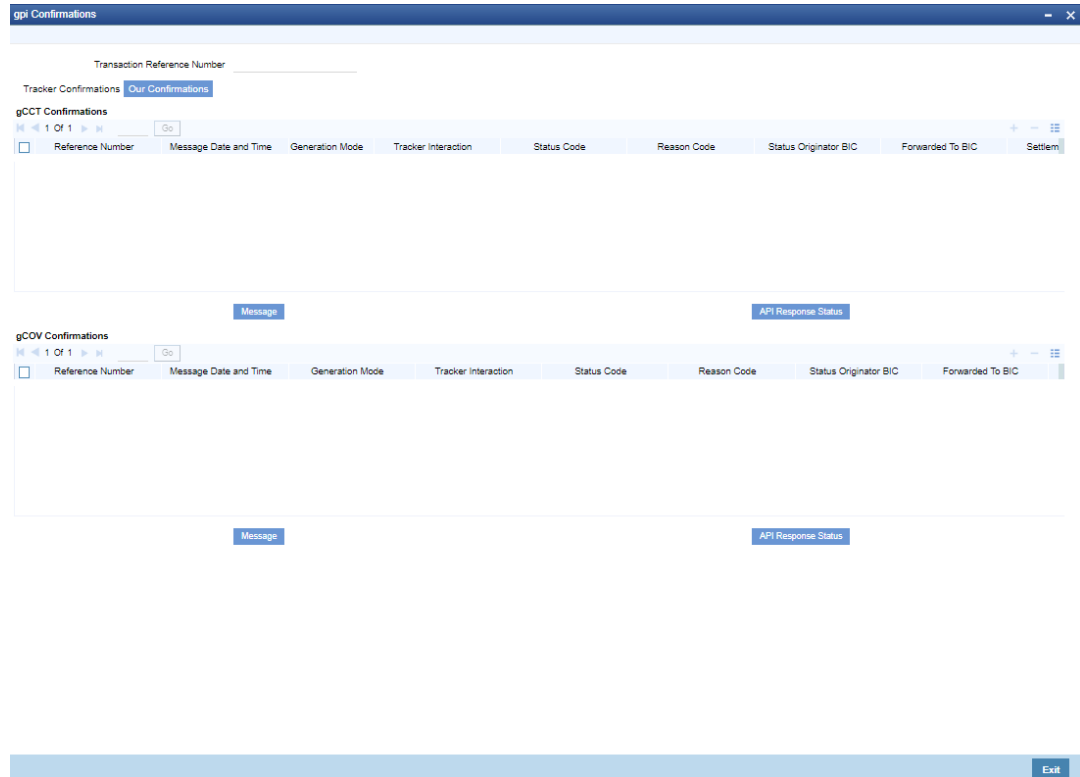 gpi Confirmations
Transaction Reference Number
Tracker Confirmations Our Confirmations
gCCT Confirmations
1 Of 1 Go
Reference Number Message Date and Time Generation Mode Tracker Interaction Status Code Reason Code Status Originator BIC Forwarded To BIC Settlem
Message API Response Status
gCOV Confirmations
1 Of 1 Go
Reference Number Message Date and Time Generation Mode Tracker Interaction Status Code Reason Code Status Originator BIC Forwarded To BIC
Message API Response Status
Exit